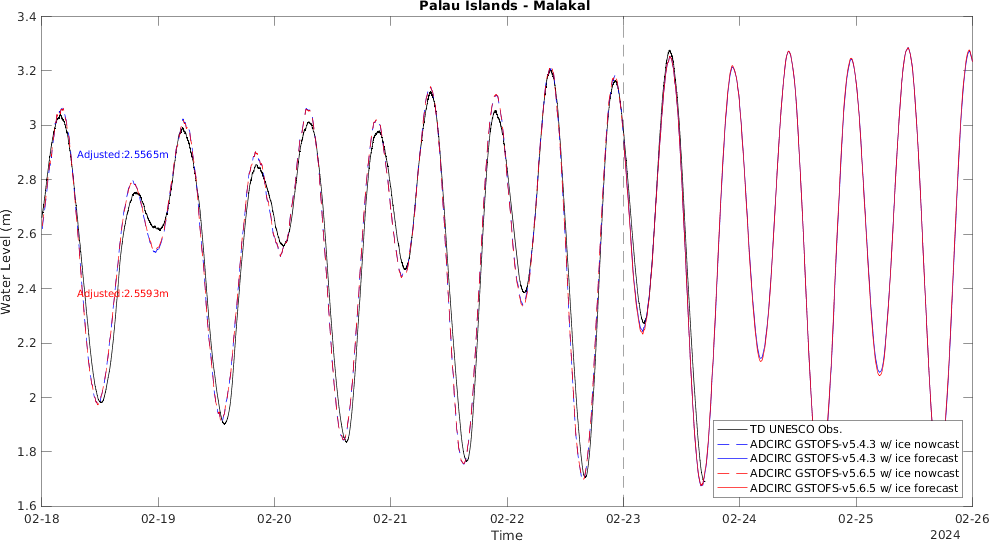 Palau Islands - Malakal
3.4
3.2
3
2.8
2.6
2.4
2.2
2
1.8
1.6
Water Level (m)
Adjusted:2.5565m
Adjusted:2.5593m
TD UNESCO Obs.
ADCIRC GSTOFS-v5.4.3 w/ ice nowcast
ADCIRC GSTOFS-v5.4.3 w/ ice forecast
ADCIRC GSTOFS-v5.6.5 w/ ice nowcast
ADCIRC GSTOFS-v5.6.5 w/ ice forecast
02-18 02-19 02-20 02-21 02-22 02-23 02-24 02-25 02-26
Time
2024